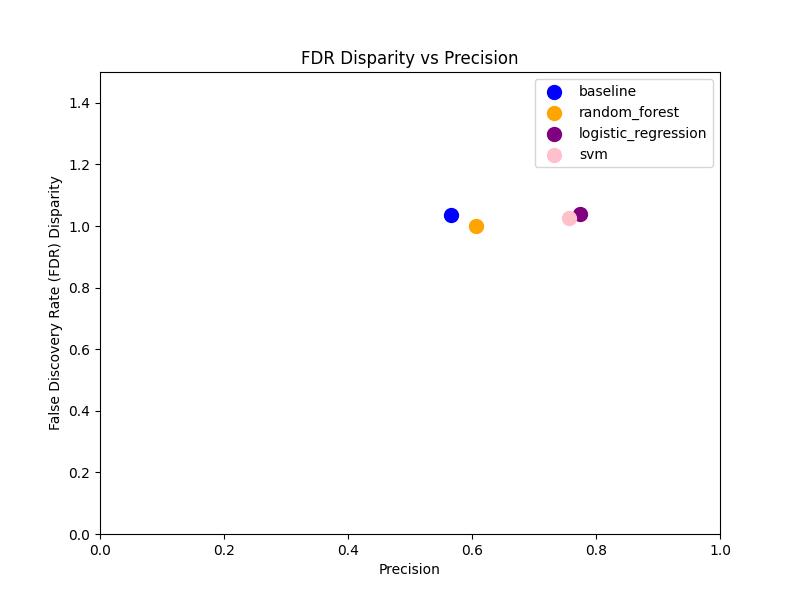 FDR Disparity vs Precision
baseline
random_forest
logistic_regression
svm
False Discovery Rate (FDR) Disparity
1.4
1.2
1.0
0.8
0.6
0.4
0.2
0.0
0.0 0.2 0.4 0.6 0.8 1.0
Precision